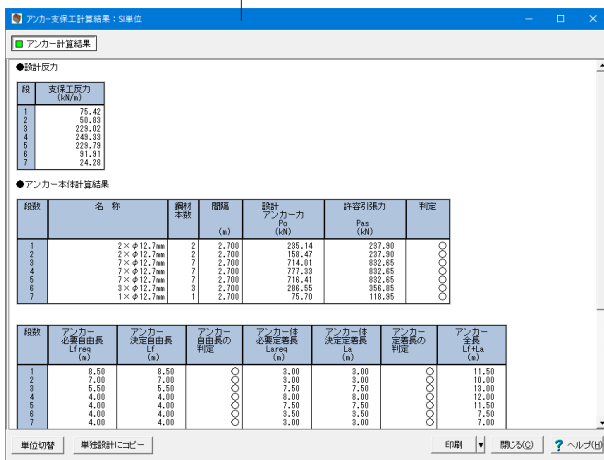 アンカー支保工計算結果：SI単位
アンカー計算結果
●設計反力
段 支保工反力 (kN/m)
1 75.42
2 50.83
3 229.02
4 249.33
5 229.79
6 91.91
7 24.28
●アンカー本体計算結果
段数 名 称 鋼材本数 間隔 (m) 設計アンカー力 Po (kN) 許容引張力 Pas (kN) 判定
1 2×φ12.7mm 2 2.700 235.14 237.90 ○
2 2×φ12.7mm 2 2.700 158.47 237.90 ○
3 7×φ12.7mm 7 2.700 714.01 832.65 ○
4 7×φ12.7mm 7 2.700 777.33 832.65 ○
5 7×φ12.7mm 7 2.700 716.41 832.65 ○
6 3×φ12.7mm 3 2.700 286.55 356.85 ○
7 1×φ12.7mm 1 2.700 75.70 118.95 ○
段数 アンカー必要自由長 Lfreq (m) アンカー決定自由長 Lf (m) アンカー自由長の判定 アンカー体必要定着長 Lareq (m) アンカー体決定定着長 La (m) アンカー定着長の判定 アンカー全長 Lf+La (m)
1 8.50 8.50 ○ 3.00 3.00 ○ 11.50
2 7.00 7.00 ○ 3.00 3.00 ○ 10.00
3 5.50 5.50 ○ 7.50 7.50 ○ 13.00
4 4.00 4.00 ○ 8.00 8.00 ○ 12.00
5 4.00 4.00 ○ 7.50 7.50 ○ 11.50
6 4.00 4.00 ○ 3.50 3.50 ○ 7.50
7 4.00 4.00 ○ 3.00 3.00 ○ 7.00
単位切替 単独設計にコピー 印刷 閉じる(C) ? ヘルプ(H)